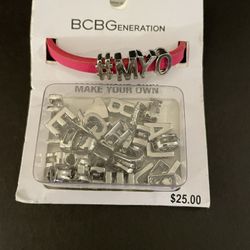 BCBGENERATION
#MYO
MAKE YOUR OWN
$25.00